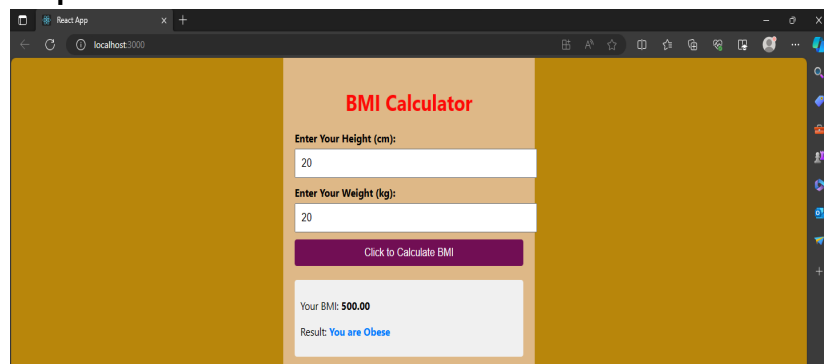 React App
localhost:3000
BMI Calculator
Enter Your Height (cm):
20
Enter Your Weight (kg):
20
Click to Calculate BMI
Your BMI: 500.00
Result: You are Obese